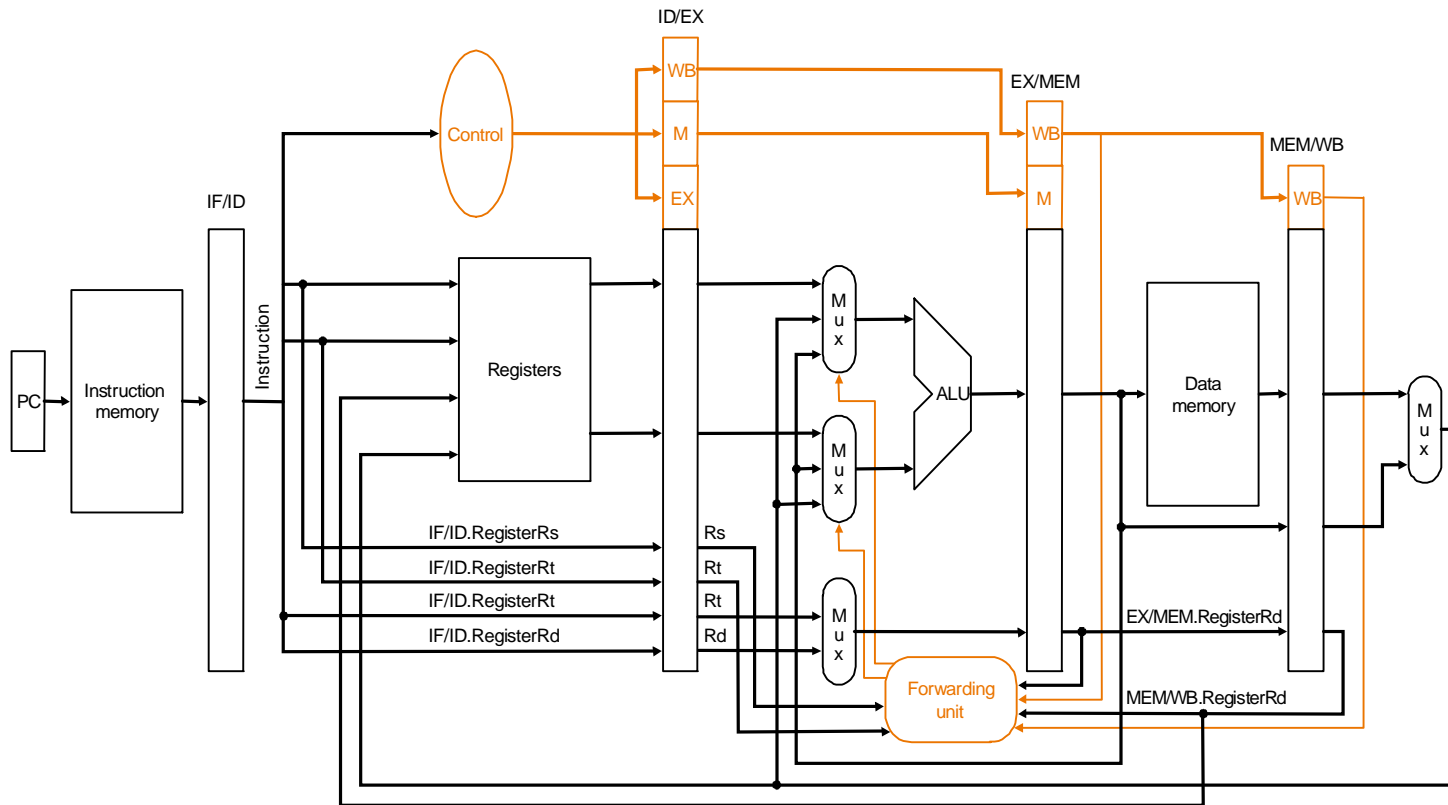 ID/EX
WB
EX/MEM
Control
M
WB
MEM/WB
IF/ID
EX
M
WB
PC
Instruction
memory
Instruction
Registers
M
u
x
M
u
x
ALU
Data
memory
M
u
x
IF/ID.RegisterRs
Rs
IF/ID.RegisterRt
Rt
IF/ID.RegisterRt
Rt
IF/ID.RegisterRd
Rd
M
u
x
EX/MEM.RegisterRd
Forwarding
unit
MEM/WB.RegisterRd